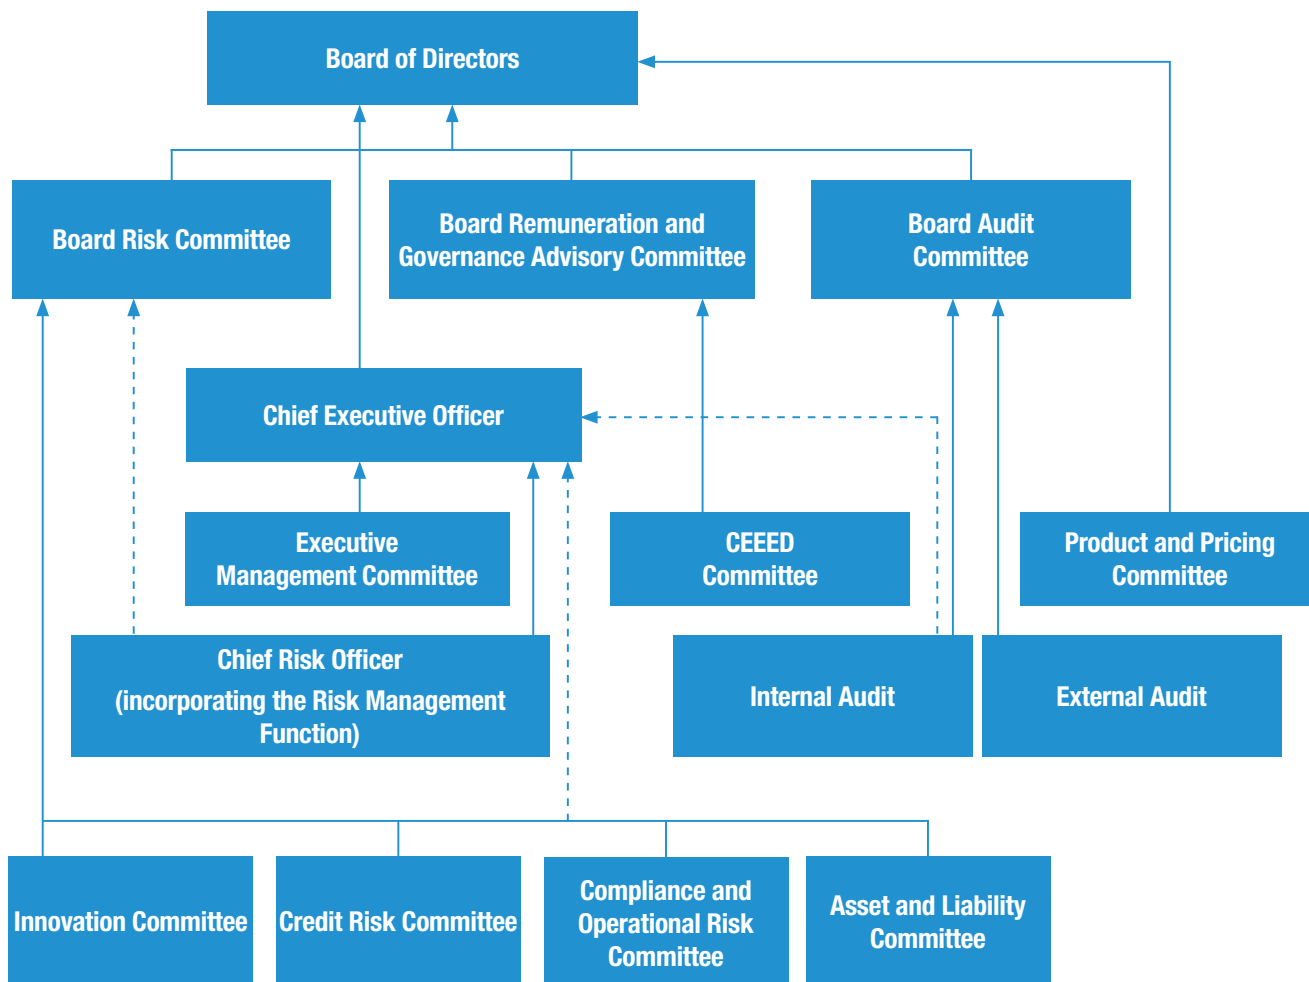 Board of Directors
Board Risk Committee
Board Remuneration and
Governance Advisory Committee
Board Audit
Committee
Chief Executive Officer
Executive
Management Committee
CEEED
Committee
Product and Pricing
Committee
Chief Risk Officer
(incorporating the Risk Management
Function)
Internal Audit
External Audit
Innovation Committee
Credit Risk Committee
Compliance and
Operational Risk
Committee
Asset and Liability
Committee